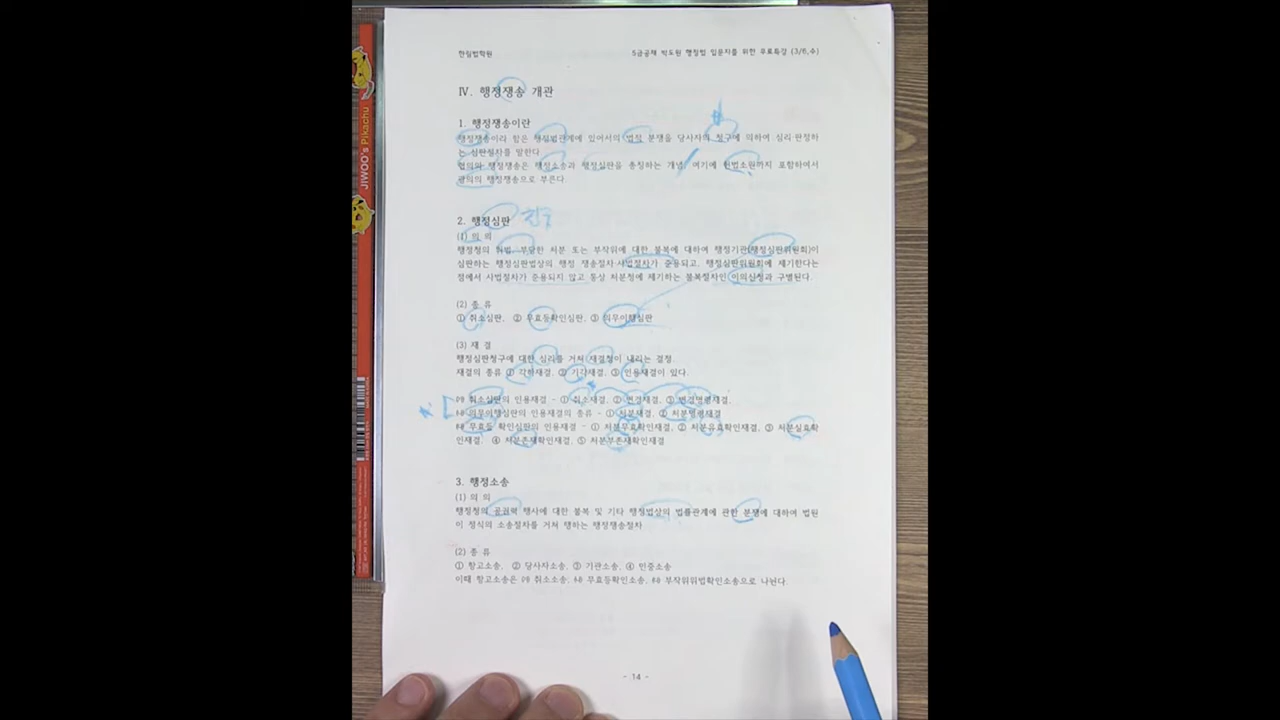 한림법학원
5급공채 박도원 행정법 입문자를 위한 무료특강 (3/6,수)
JIWOO's Pikachu
Ⅳ. 행정쟁송 개관
1. 행정쟁송이란
행정쟁송이라 함은 행정법관계에 있어서의 법적 분쟁을 당사자의 청구에 의하여 심리·판정하
는 심판절차를 말한다.
협의의 행정쟁송은 행정소송과 행정심판을 총칭하는 개념, 여기에 헌법소원까지 포함하여서
광의의 행정쟁송으로 부른다.
2. 행정심판
(1) 의 의
행정청의 위법, 부당한 처분 또는 부작위에 대한 불복에 대하여 행정기관(행정심판위원회)이
심판하는 행정심판법상의 행정 쟁송절차 사법절차가 준용되고, 행정심판위원회에 제기한다는
점에서 사법절차가 준용되지 않고 통상 처분청에 제기하는 불복절차인 이의신청과 구별된다.
(2) 종 류
① 취소심판, ② 무효등확인심판, ③ 의무이행심판
(3) 재 결
행정심판청구에 대한 심리를 거쳐 재결청이 내리는 결정.
재결의 종류 ① 각하재결, ② 기각재결, ③ 인용재결이 있다.
㈎ 취소심판의 인용재결 - ① 취소재결, ② 변경재결, ③ 변경명령재결,
㈏ 의무이행심판의 인용재결의 종류 - ① 처분재결, ② 처분명령재결
㈐ 무효등 확인심판의 인용재결 - ① 처분무효확인재결, ② 처분유효확인재결, ③ 처분실효확
인재결, ④ 처분존재확인재결, ⑤ 처분부존재확인재결
3. 행정소송
(1) 의 의
행정청의 공권력 행사에 대한 불복 및 기타 행정법상의 법률관계에 관한 분쟁에 대하여 법원
이 정식의 소송절차를 거쳐 행하는 행정쟁송절차
(2) 종 류
① 항고소송, ② 당사자소송, ③ 기관소송, ④ 민중소송
이때 항고소송은 ㈎ 취소소송, ㈏ 무효등확인소송, ㈐ 부작위위법확인소송으로 나뉜다.
- 14 -